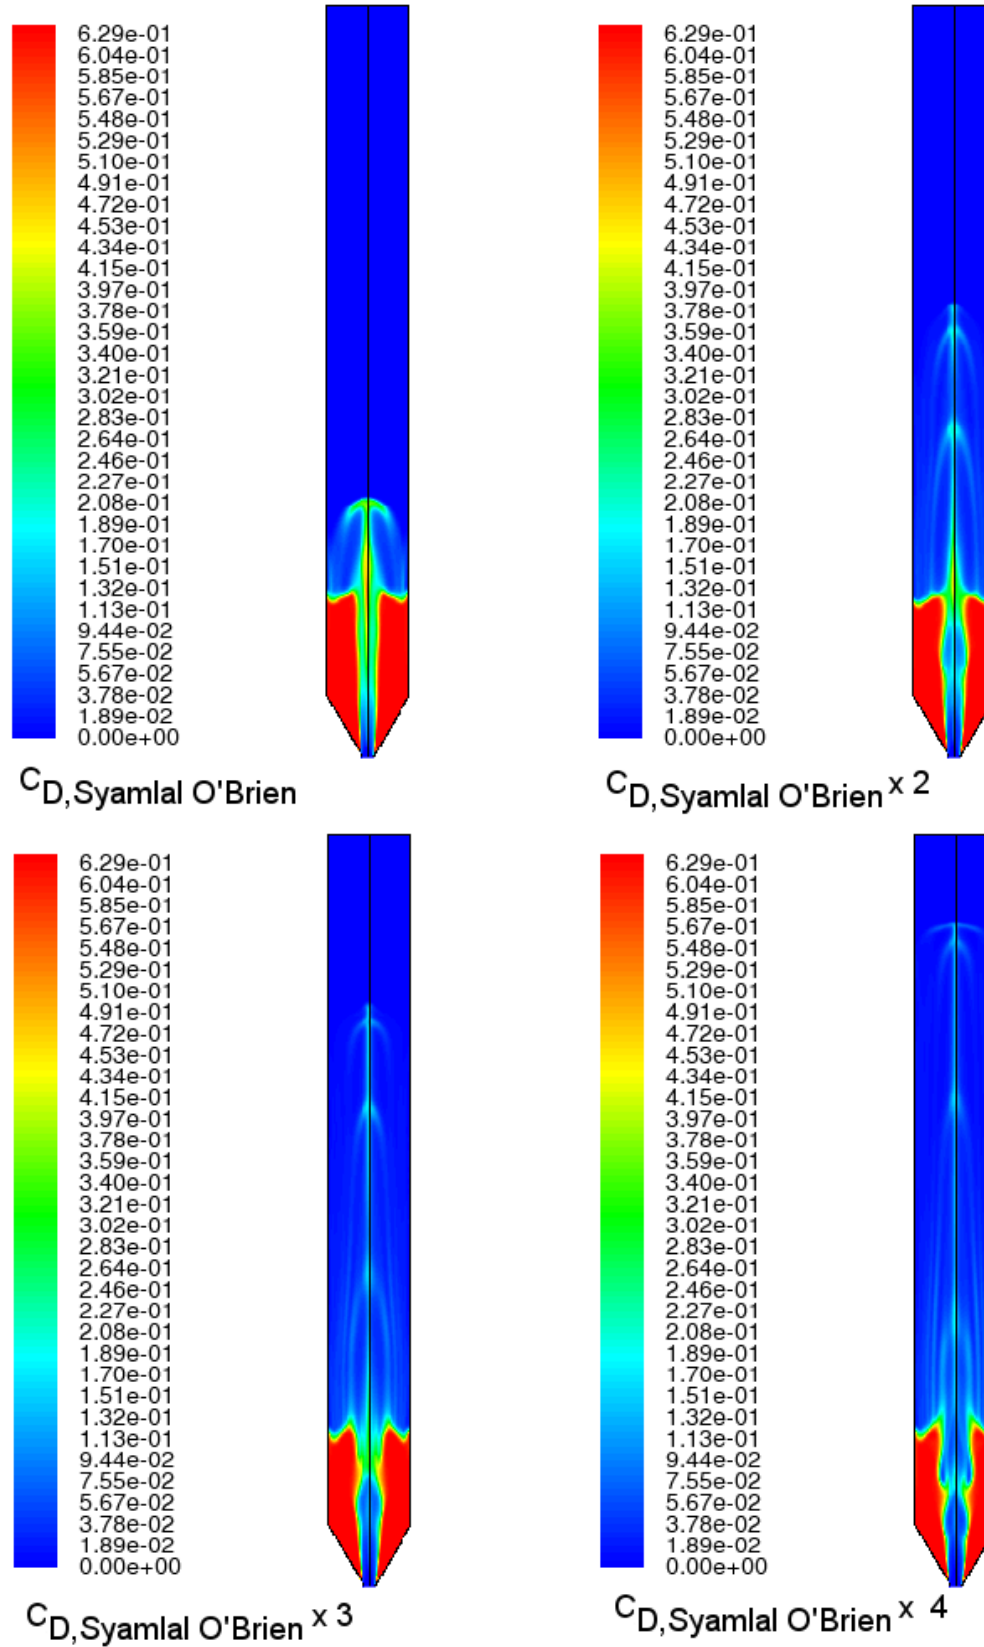 6.29e-01
6.04e-01
5.85e-01
5.67e-01
5.48e-01
5.29e-01
5.10e-01
4.91e-01
4.72e-01
4.53e-01
4.34e-01
4.15e-01
3.97e-01
3.78e-01
3.59e-01
3.40e-01
3.21e-01
3.02e-01
2.83e-01
2.64e-01
2.46e-01
2.27e-01
2.08e-01
1.89e-01
1.70e-01
1.51e-01
1.32e-01
1.13e-01
9.44e-02
7.55e-02
5.67e-02
3.78e-02
1.89e-02
0.00e+00
CD,Syamlal O'Brien
6.29e-01
6.04e-01
5.85e-01
5.67e-01
5.48e-01
5.29e-01
5.10e-01
4.91e-01
4.72e-01
4.53e-01
4.34e-01
4.15e-01
3.97e-01
3.78e-01
3.59e-01
3.40e-01
3.21e-01
3.02e-01
2.83e-01
2.64e-01
2.46e-01
2.27e-01
2.08e-01
1.89e-01
1.70e-01
1.51e-01
1.32e-01
1.13e-01
9.44e-02
7.55e-02
5.67e-02
3.78e-02
1.89e-02
0.00e+00
CD,Syamlal O'Brien x 2
6.29e-01
6.04e-01
5.85e-01
5.67e-01
5.48e-01
5.29e-01
5.10e-01
4.91e-01
4.72e-01
4.53e-01
4.34e-01
4.15e-01
3.97e-01
3.78e-01
3.59e-01
3.40e-01
3.21e-01
3.02e-01
2.83e-01
2.64e-01
2.46e-01
2.27e-01
2.08e-01
1.89e-01
1.70e-01
1.51e-01
1.32e-01
1.13e-01
9.44e-02
7.55e-02
5.67e-02
3.78e-02
1.89e-02
0.00e+00
CD,Syamlal O'Brien x 3
6.29e-01
6.04e-01
5.85e-01
5.67e-01
5.48e-01
5.29e-01
5.10e-01
4.91e-01
4.72e-01
4.53e-01
4.34e-01
4.15e-01
3.97e-01
3.78e-01
3.59e-01
3.40e-01
3.21e-01
3.02e-01
2.83e-01
2.64e-01
2.46e-01
2.27e-01
2.08e-01
1.89e-01
1.70e-01
1.51e-01
1.32e-01
1.13e-01
9.44e-02
7.55e-02
5.67e-02
3.78e-02
1.89e-02
0.00e+00
CD,Syamlal O'Brien x 4